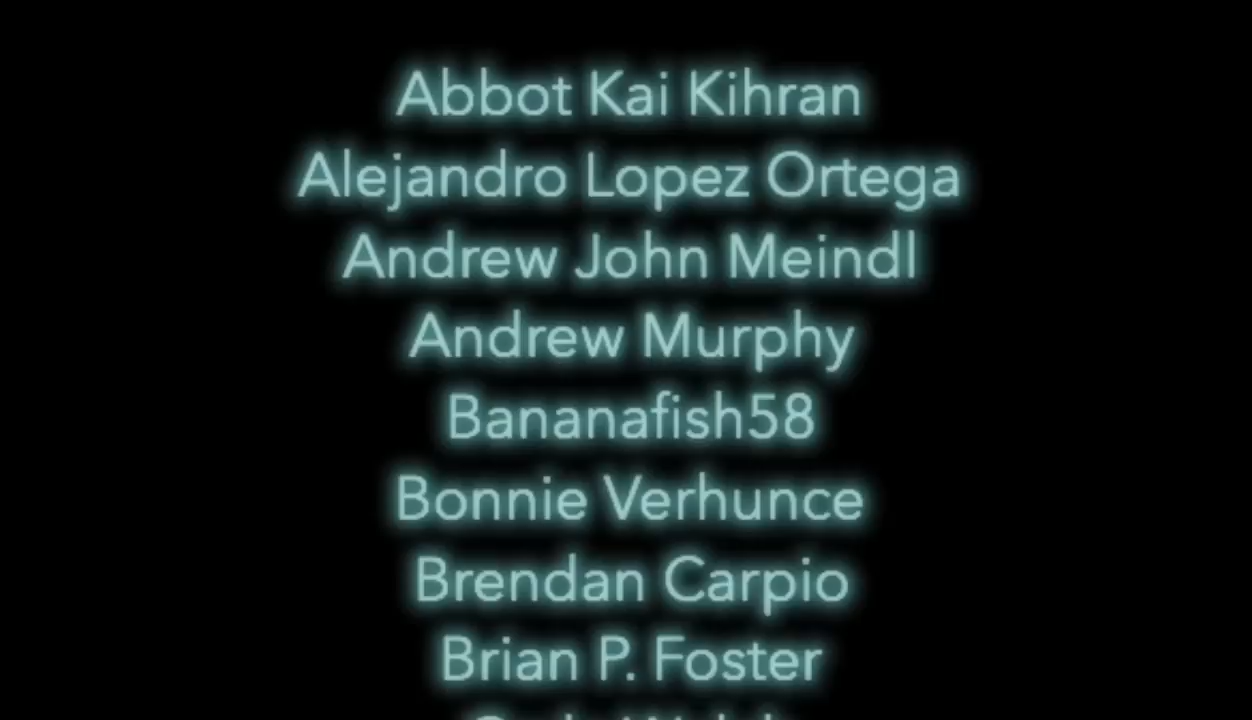 Abbot Kai Kihran
Alejandro Lopez Ortega
Andrew John Meindl
Andrew Murphy
Bananafish58
Bonnie Verhunce
Brendan Carpio
Brian P. Foster